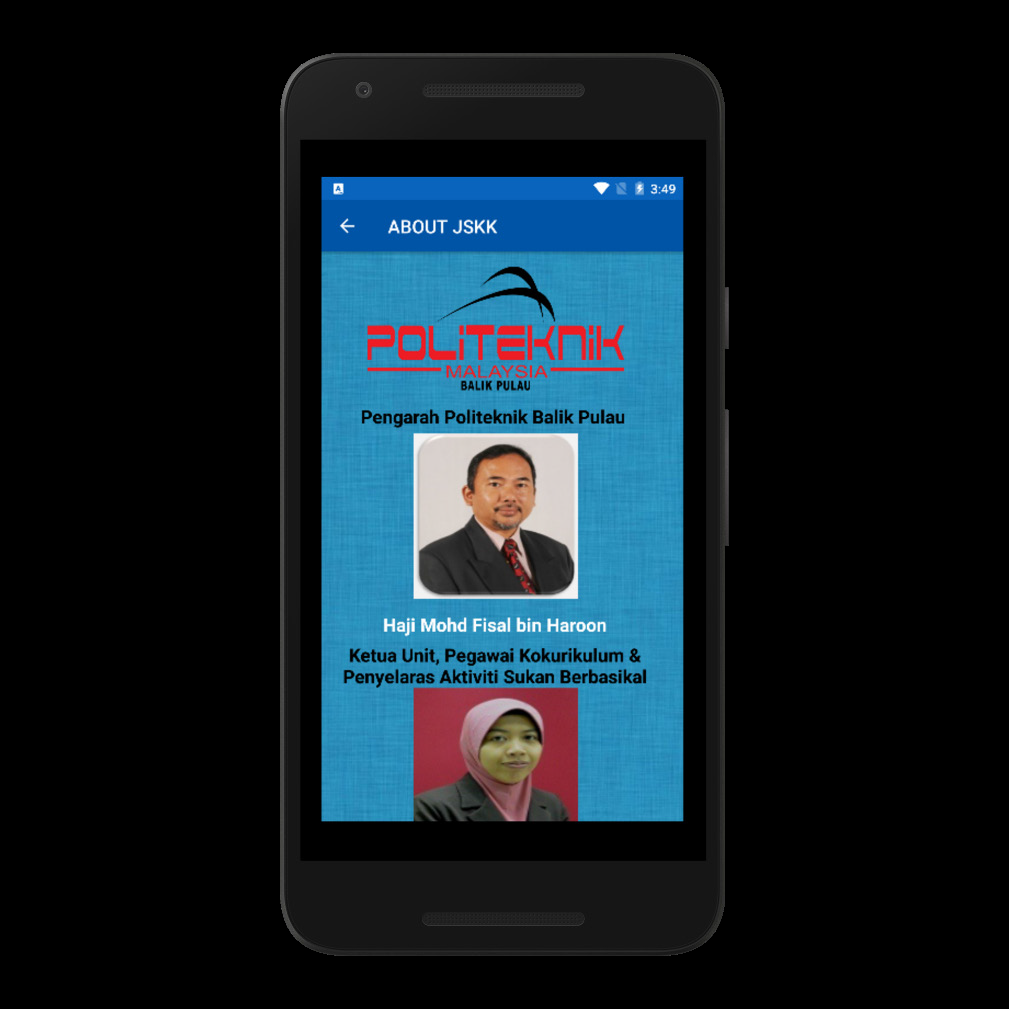 3:49
ABOUT JSKK
POLiTEKNiK
MALAYSIA
BALIK PULAU
Pengarah Politeknik Balik Pulau
Haji Mohd Fisal bin Haroon
Ketua Unit, Pegawai Kokurikulum &
Penyelaras Aktiviti Sukan Berbasikal